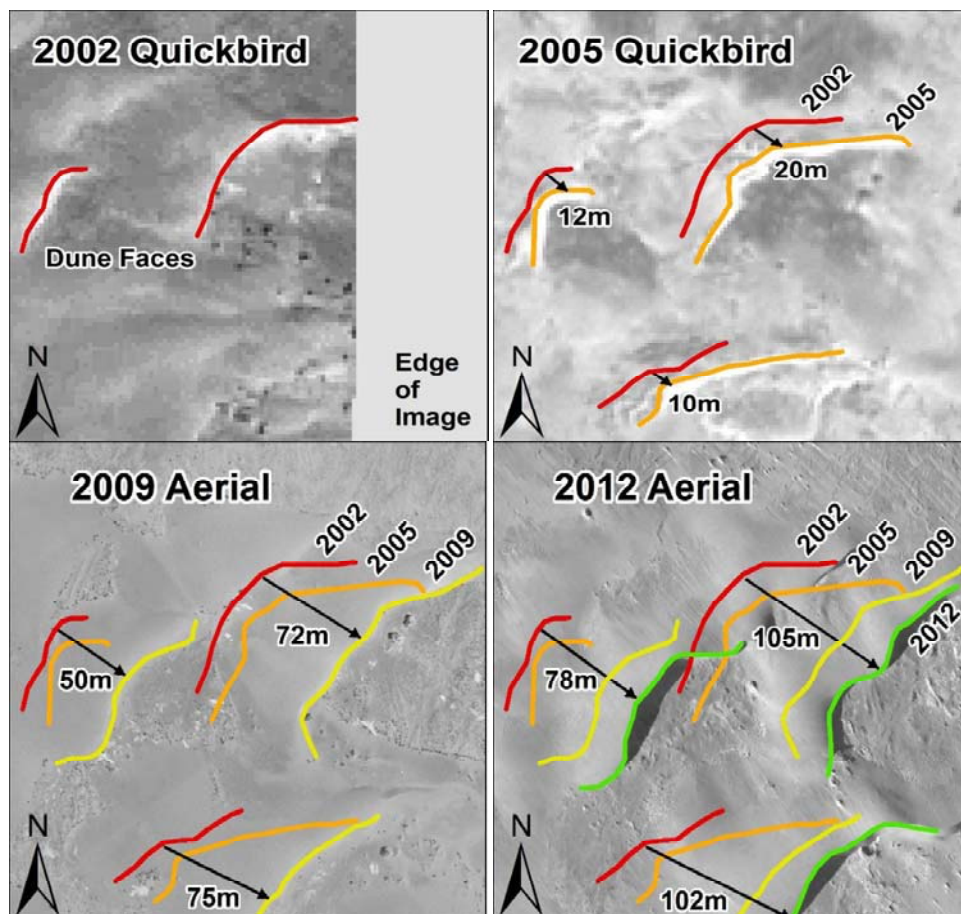 2002 Quickbird
Dune Faces
N
Edge
of
Image
2005 Quickbird
2002
2005
20m
12m
N
10m
2009 Aerial
2002
2005
2009
72m
50m
N
75m
2012 Aerial
2002
2005
2009
2012
105m
78m
N
102m